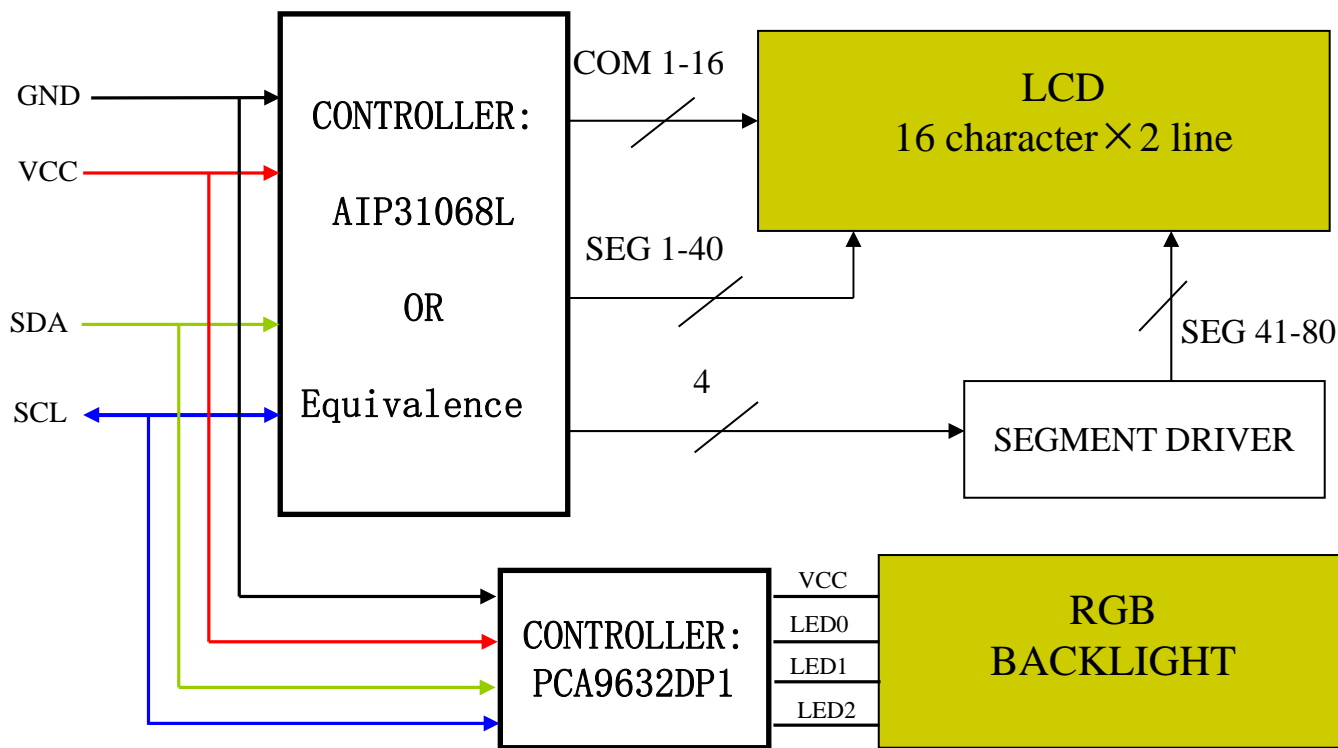 GND
VCC
SDA
SCL
CONTROLLER:
AIP31068L
OR
Equivalence
COM 1-16
SEG 1-40
4
LCD
16 character×2 line
SEG 41-80
SEGMENT DRIVER
CONTROLLER:
PCA9632DP1
VCC
LED0
LED1
LED2
RGB
BACKLIGHT